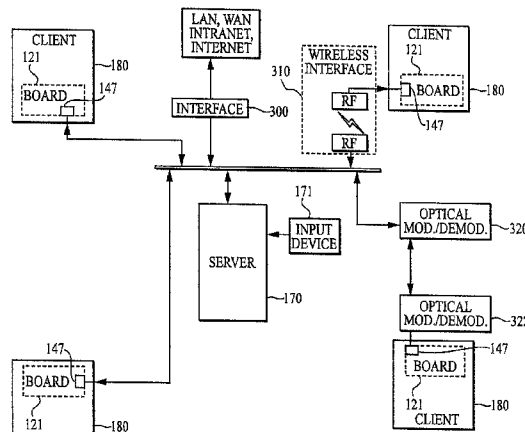 LAN, WAN
INTRANET,
INTERNET
CLIENT
121
147
BOARD
180
INTERFACE
300
310
WIRELESS
INTERFACE
RF
RF
CLIENT
121
BOARD
180
147
171
INPUT
DEVICE
SERVER
170
OPTICAL
MOD./DEMOD.
320
OPTICAL
MOD./DEMOD.
322
147
BOARD
121
180
CLIENT
147
BOARD
121
180